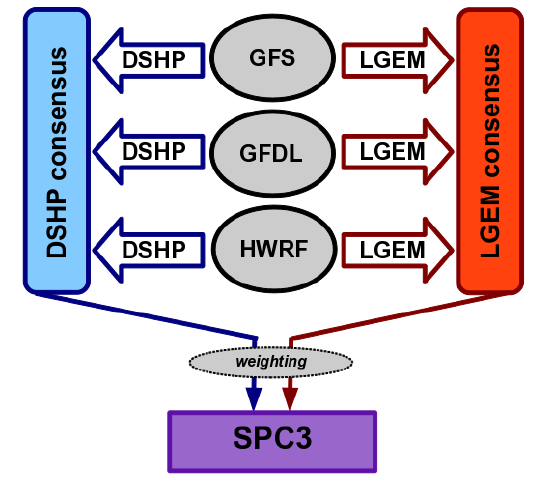 DSHP consensus
DSHP
GFS
LGEM
DSHP
GFDL
LGEM
DSHP
HWRF
LGEM
LGEM consensus
weighting
SPC3